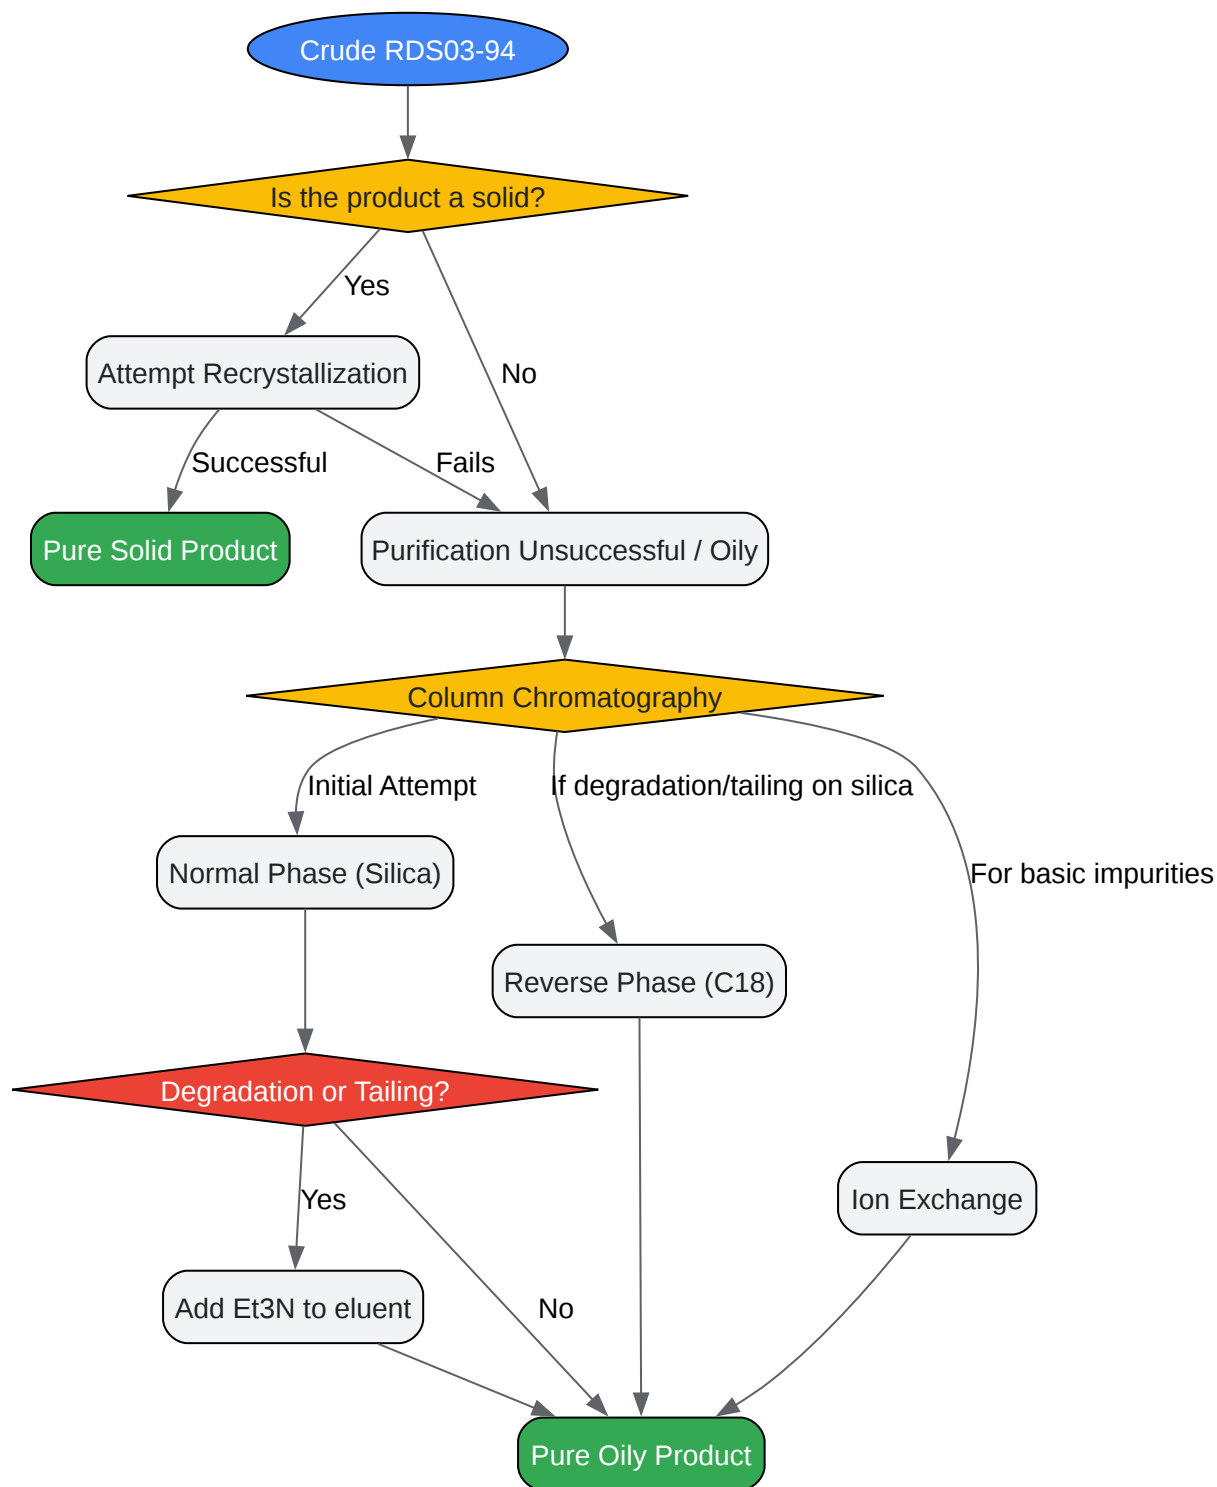 Crude RDS03-94
Is the product a solid?
Yes
Attempt Recrystallization
No
Successful
Fails
Pure Solid Product
Purification Unsuccessful / Oily
Column Chromatography
Initial Attempt
If degradation/tailing on silica
Normal Phase (Silica)
For basic impurities
Reverse Phase (C18)
Degradation or Tailing?
Yes
Ion Exchange
Add Et3N to eluent
No
Pure Oily Product